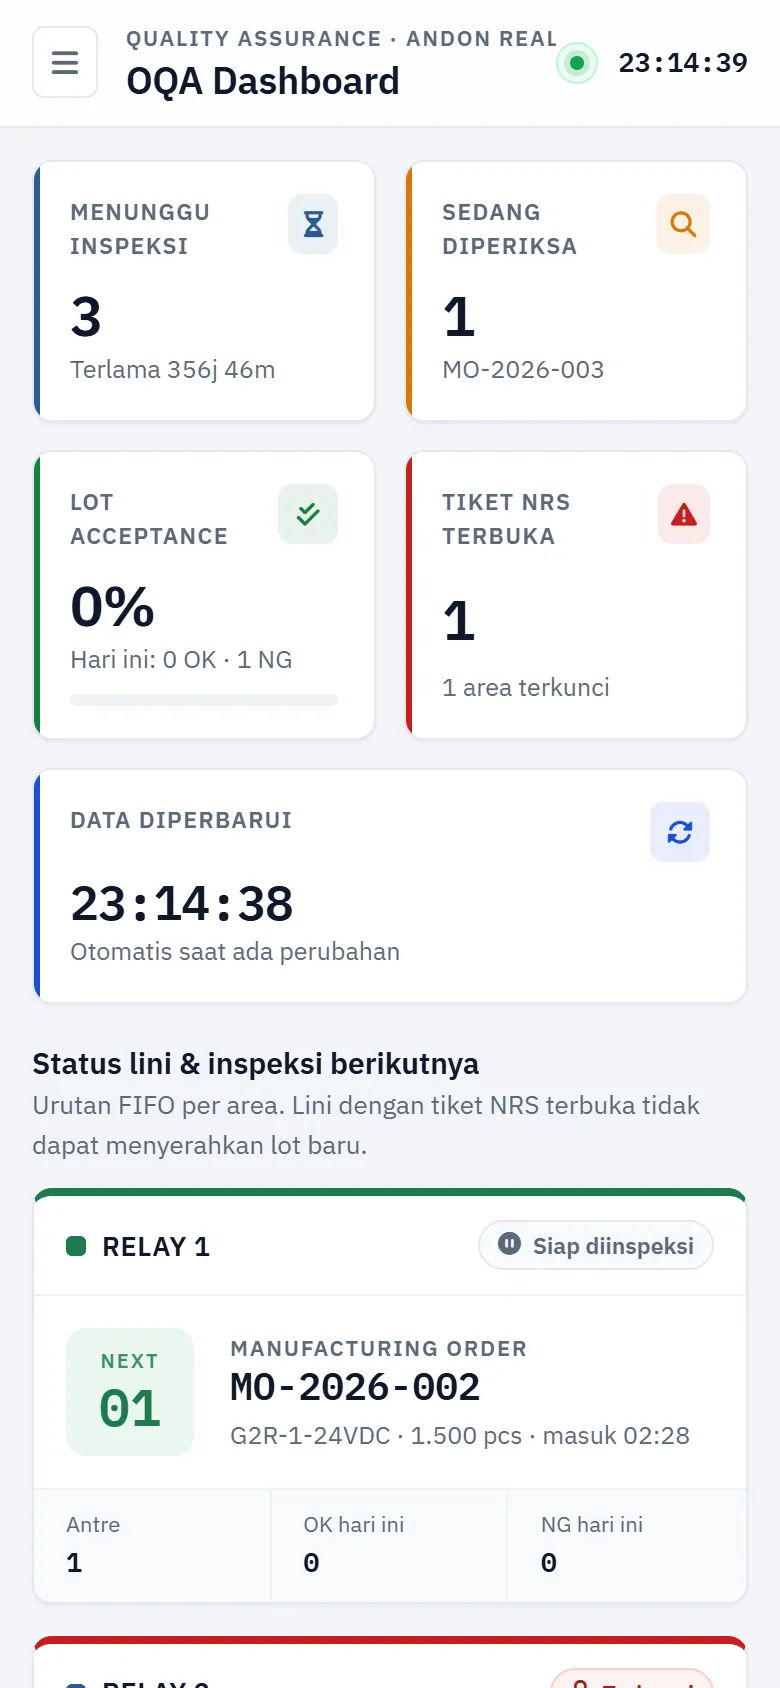 QUALITY ASSURANCE · ANDON REAL
OQA Dashboard
23:14:39
MENUNGGU
INSPEKSI
3
Terlama 356j 46m
SEDANG
DIPERIKSA
1
MO-2026-003
LOT
ACCEPTANCE
0%
Hari ini: 0 OK · 1 NG
TIKET NRS
TERBUKA
1
1 area terkunci
DATA DIPERBARUI
23:14:38
Otomatis saat ada perubahan
Status lini & inspeksi berikutnya
Urutan FIFO per area. Lini dengan tiket NRS terbuka tidak
dapat menyerahkan lot baru.
RELAY 1
Siap diinspeksi
NEXT
01
MANUFACTURING ORDER
MO-2026-002
G2R-1-24VDC · 1.500 pcs · masuk 02:28
Antre
1
OK hari ini
0
NG hari ini
0
RELAY